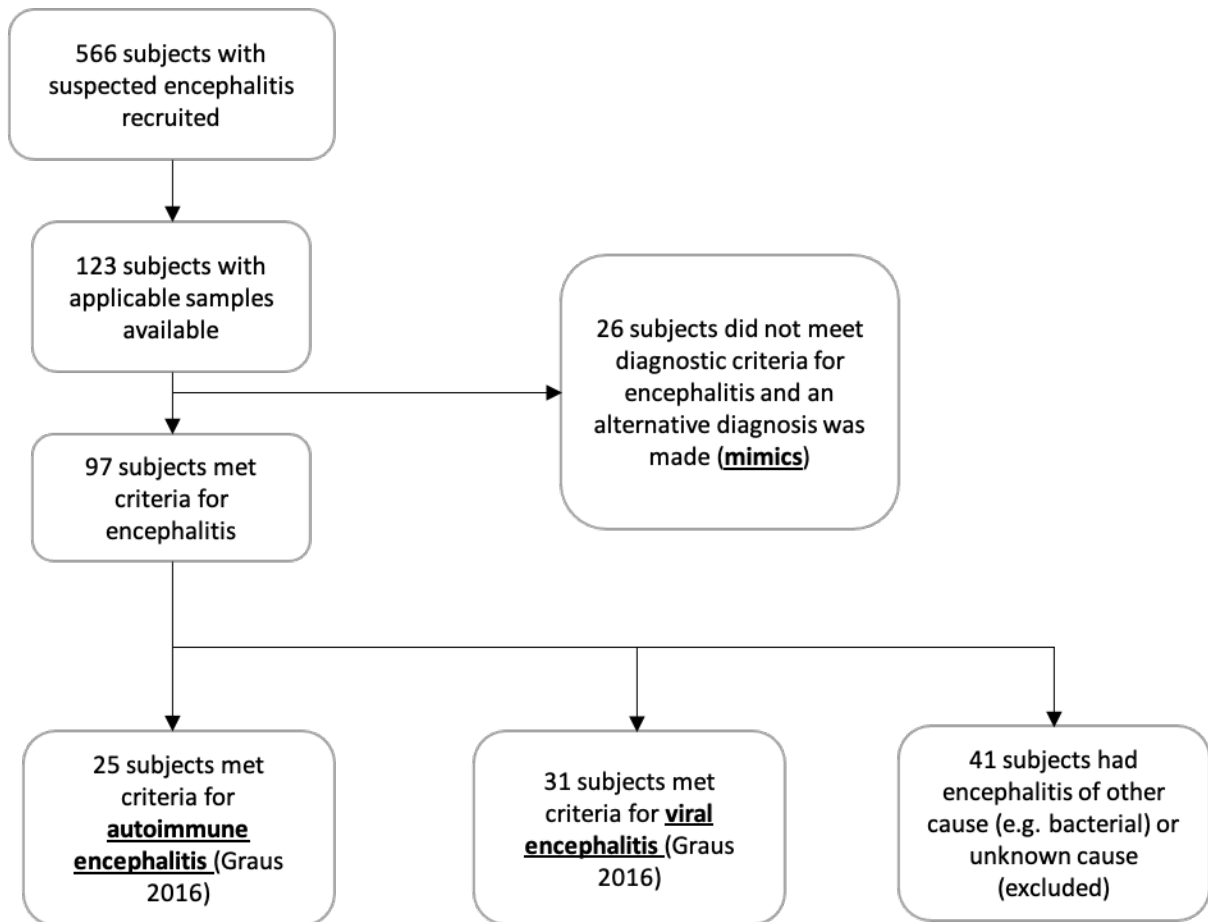 566 subjects with
suspected encephalitis
recruited
123 subjects with
applicable samples
available
26 subjects did not meet
diagnostic criteria for
encephalitis and an
alternative diagnosis was
made (mimics)
97 subjects met
criteria for
encephalitis
25 subjects met
criteria for
autoimmune
encephalitis (Graus
2016)
31 subjects met
criteria for viral
encephalitis (Graus
2016)
41 subjects had
encephalitis of other
cause (e.g. bacterial) or
unknown cause
(excluded)